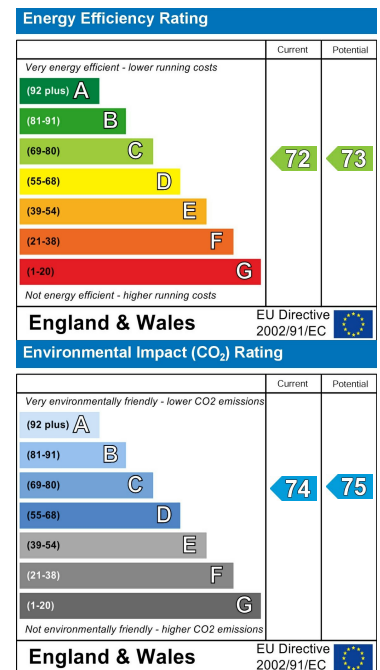 Energy Efficiency Rating
Current Potential
Very energy efficient - lower running costs
(92 plus) A
(81-91) B
(69-80) C 72 73
(55-68) D
(39-54) E
(21-38) F
(1-20) G
Not energy efficient - higher running costs
England & Wales EU Directive 2002/91/EC
Environmental Impact (CO₂) Rating
Current Potential
Very environmentally friendly - lower CO2 emissions
(92 plus) A
(81-91) B
(69-80) C 74 75
(55-68) D
(39-54) E
(21-38) F
(1-20) G
Not environmentally friendly - higher CO2 emissions
England & Wales EU Directive 2002/91/EC